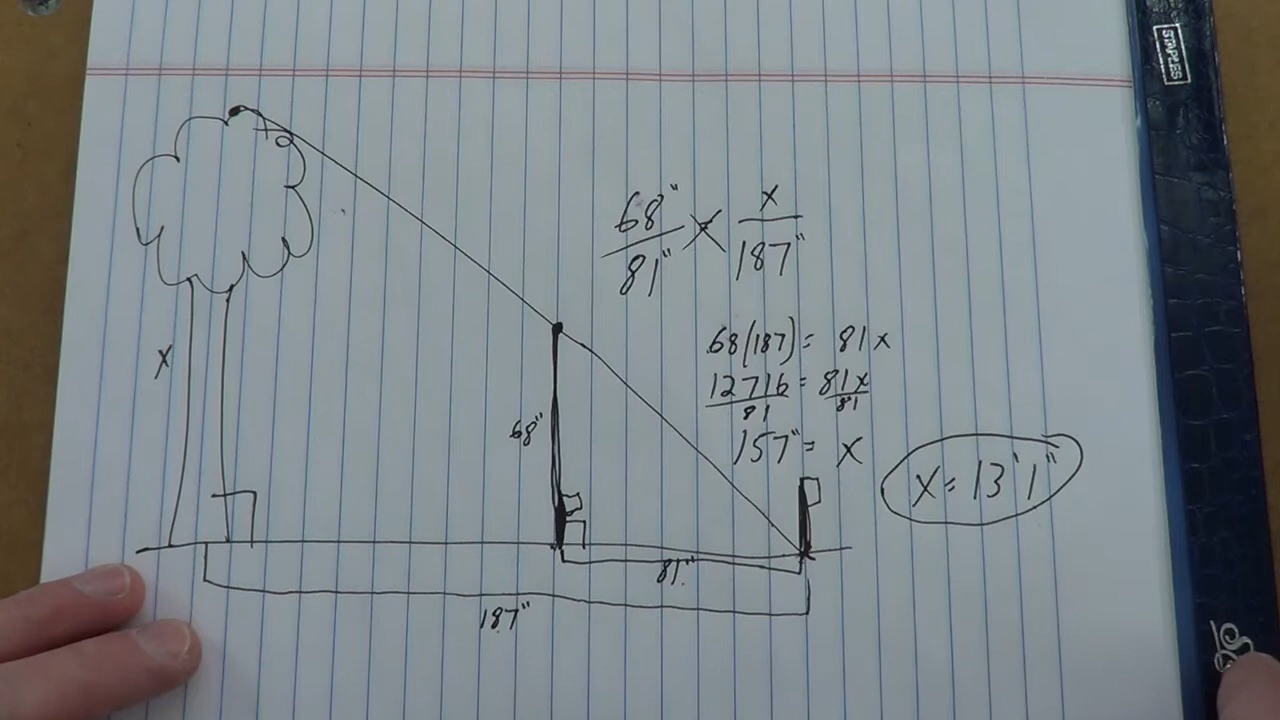 68"/81" X x/187"
68(187) = 81x
12716/81 = 81x/81
157" = x
x = 13'1"
x
68"
81"
187"
STAPLES